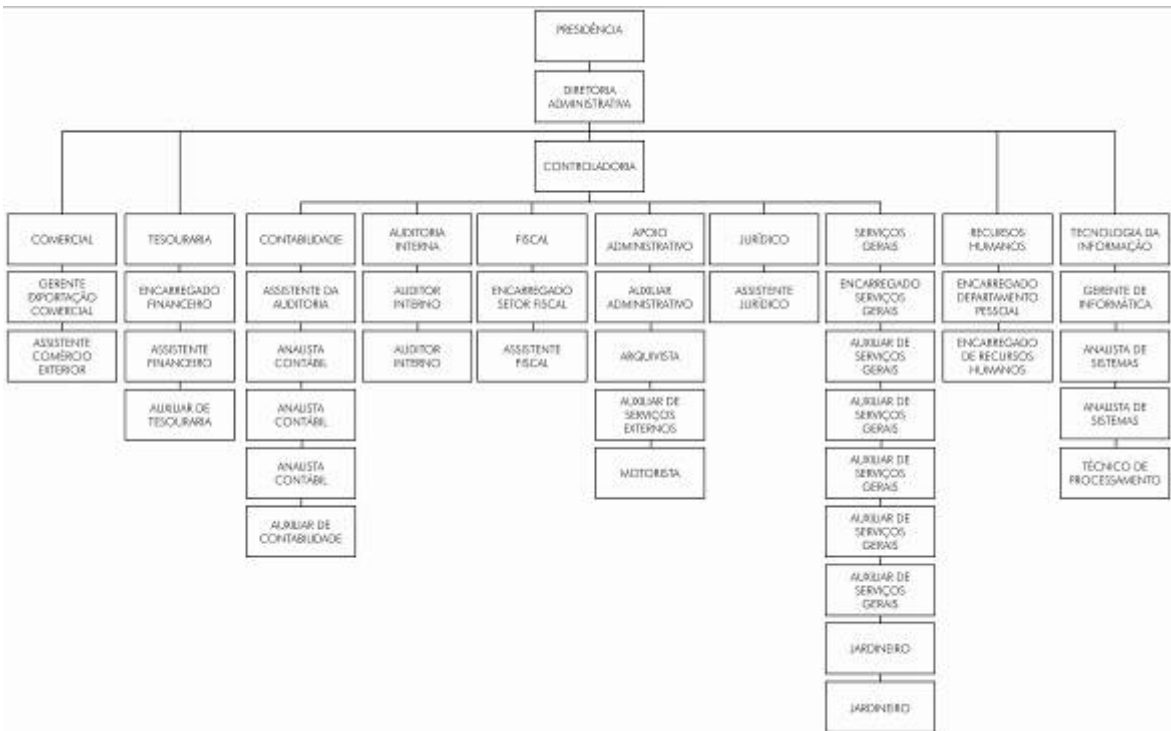 PRESIDÊNCIA
DIRETORIA
ADMINISTRATIVA
CONTROLADORIA
COMERCIAL
GERENTE
EXPORTAÇÃO
COMERCIAL
ASSISTENTE
COMÉRCIO
EXTERIOR
TESOURARIA
ENCARREGADO
FINANCEIRO
ASSISTENTE
FINANCEIRO
AUXILIAR DE
TESOURARIA
CONTABILIDADE
ASSISTENTE DA
AUDITORIA
ANALISTA
CONTÁBIL
ANALISTA
CONTÁBIL
ANALISTA
CONTÁBIL
AUXILIAR DE
CONTABILIDADE
AUDITORIA
INTERNA
AUDITOR
INTERNO
AUDITOR
INTERNO
FISCAL
ENCARREGADO
SETOR FISCAL
ASSISTENTE
FISCAL
APOIO
ADMINISTRATIVO
AUXILIAR
ADMINISTRATIVO
ARQUIVISTA
AUXILIAR DE
SERVIÇOS
EXTERNOS
MOTORISTA
JURÍDICO
ASSISTENTE
JURÍDICO
SERVIÇOS
GERAIS
ENCARREGADO
SERVIÇOS
GERAIS
AUXILIAR DE
SERVIÇOS
GERAIS
AUXILIAR DE
SERVIÇOS
GERAIS
AUXILIAR DE
SERVIÇOS
GERAIS
AUXILIAR DE
SERVIÇOS
GERAIS
AUXILIAR DE
SERVIÇOS
GERAIS
JARDINEIRO
JARDINEIRO
RECURSOS
HUMANOS
ENCARREGADO
DEPARTAMENTO
PESSOAL
ENCARREGADO
DE RECURSOS
HUMANOS
TECNOLOGIA DA
INFORMAÇÃO
GERENTE DE
INFORMÁTICA
ANALISTA DE
SISTEMAS
ANALISTA DE
SISTEMAS
TÉCNICO DE
PROCESSAMENTO